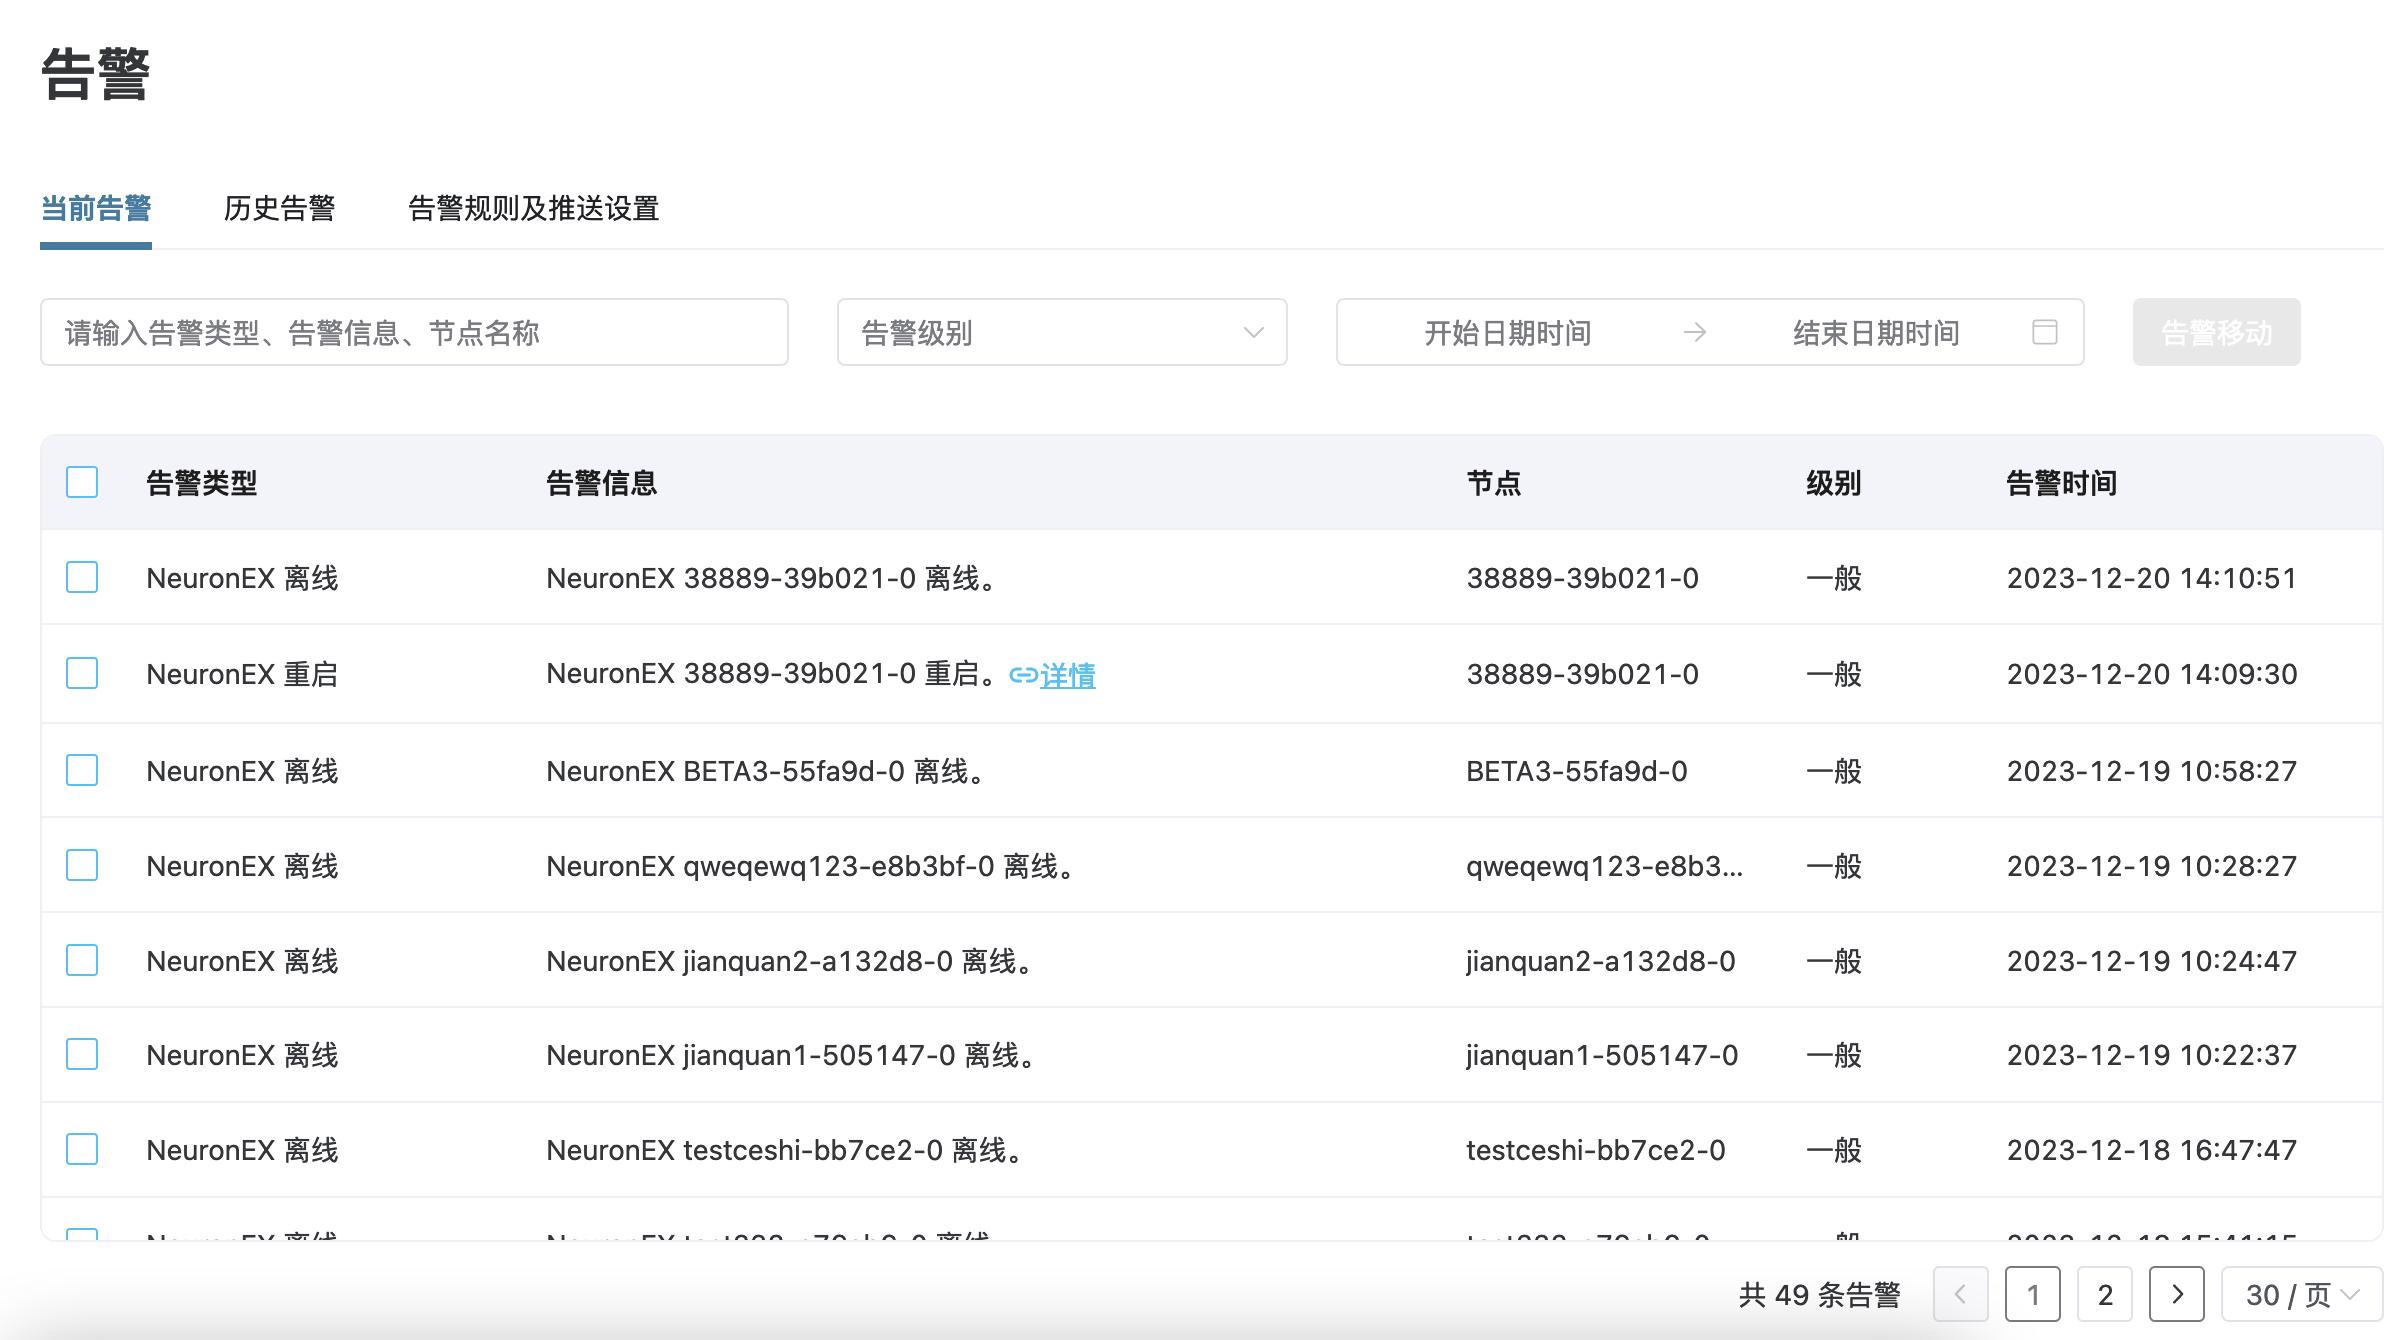 告警
当前告警 历史告警 告警规则及推送设置
请输入告警类型、告警信息、节点名称 告警级别 开始日期时间 结束日期时间 告警移动
告警类型 告警信息 节点 级别 告警时间
NeuronEX 离线 NeuronEX 38889-39b021-0 离线。 38889-39b021-0 一般 2023-12-20 14:10:51
NeuronEX 重启 NeuronEX 38889-39b021-0 重启。 详情 38889-39b021-0 一般 2023-12-20 14:09:30
NeuronEX 离线 NeuronEX BETA3-55fa9d-0 离线。 BETA3-55fa9d-0 一般 2023-12-19 10:58:27
NeuronEX 离线 NeuronEX qweqewq123-e8b3bf-0 离线。 qweqewq123-e8b3... 一般 2023-12-19 10:28:27
NeuronEX 离线 NeuronEX jianquan2-a132d8-0 离线。 jianquan2-a132d8-0 一般 2023-12-19 10:24:47
NeuronEX 离线 NeuronEX jianquan1-505147-0 离线。 jianquan1-505147-0 一般 2023-12-19 10:22:37
NeuronEX 离线 NeuronEX testceshi-bb7ce2-0 离线。 testceshi-bb7ce2-0 一般 2023-12-18 16:47:47
NeuronEX 离线 NeuronEX 离线 一般
共 49 条告警 1 2 30 / 页